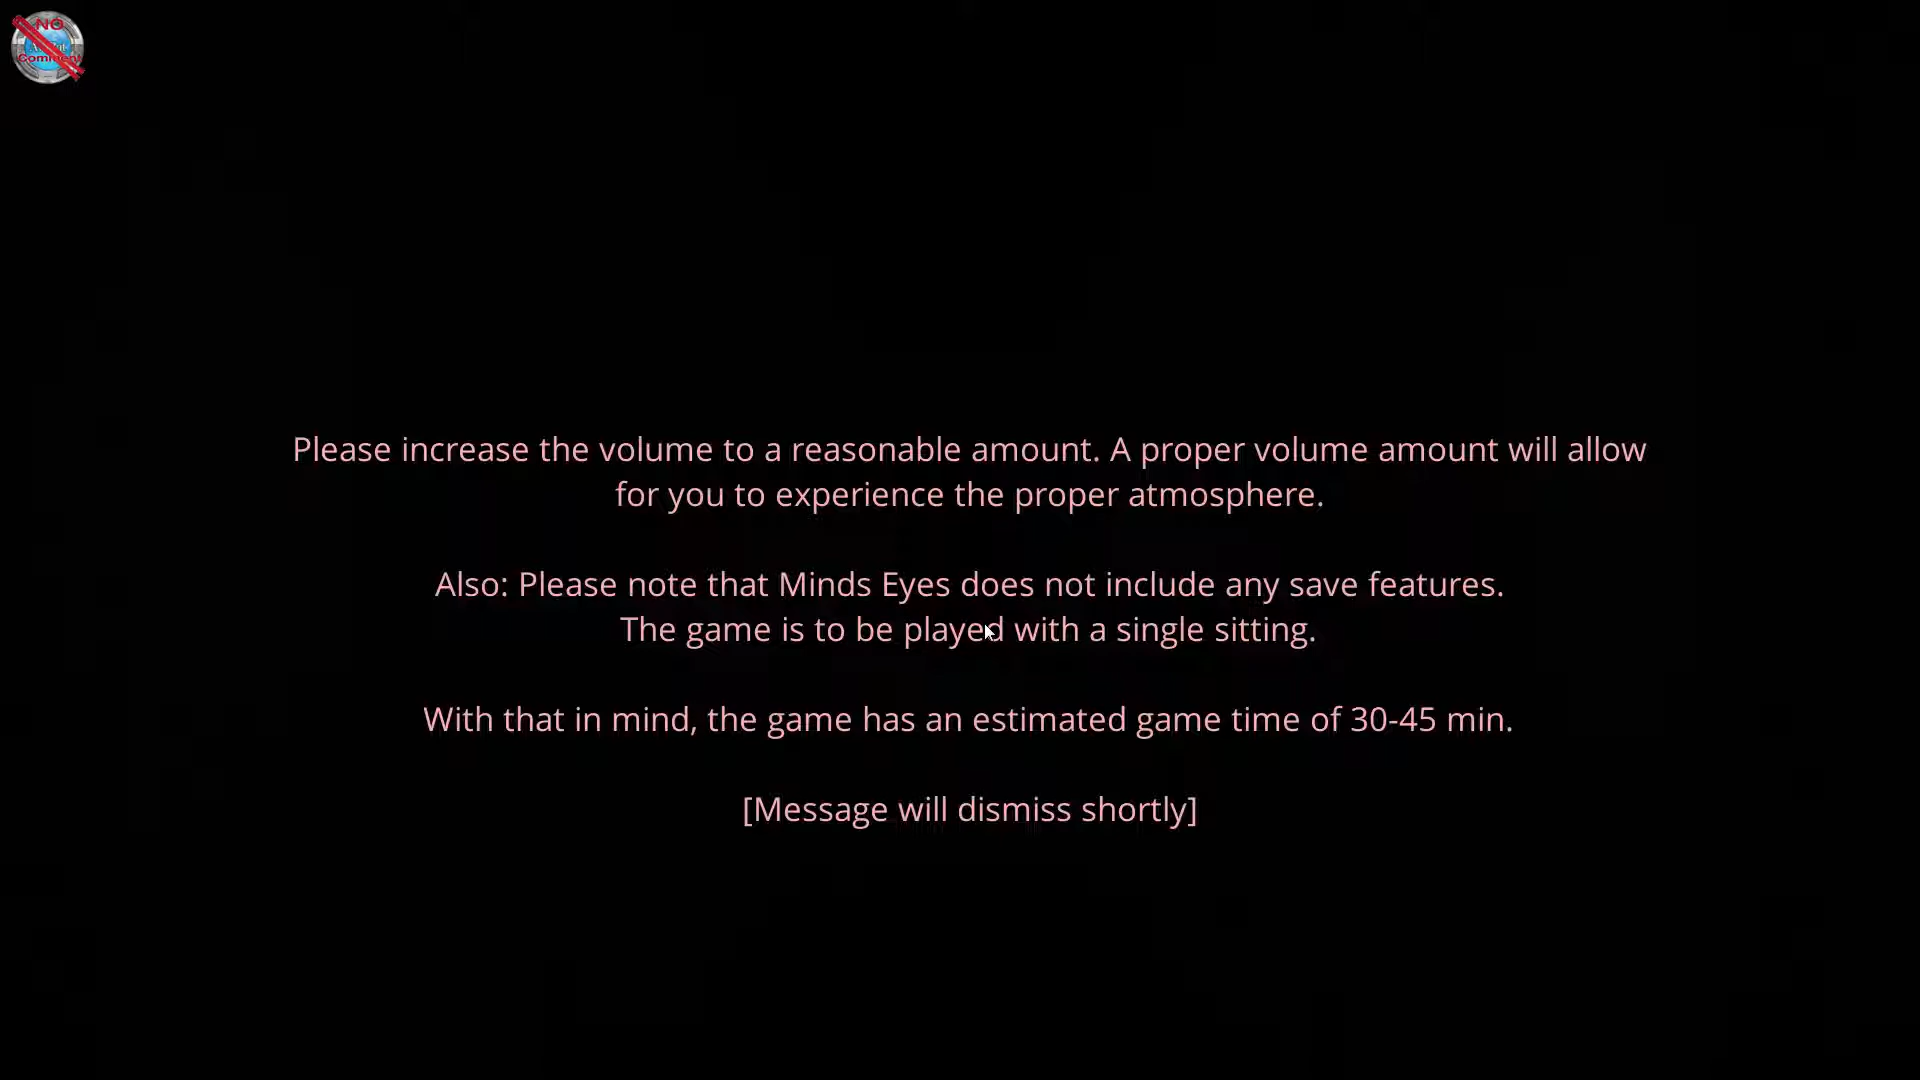 NO
Comment
Please increase the volume to a reasonable amount. A proper volume amount will allow
for you to experience the proper atmosphere.
Also: Please note that Minds Eyes does not include any save features.
The game is to be played with a single sitting.
With that in mind, the game has an estimated game time of 30-45 min.
[Message will dismiss shortly]